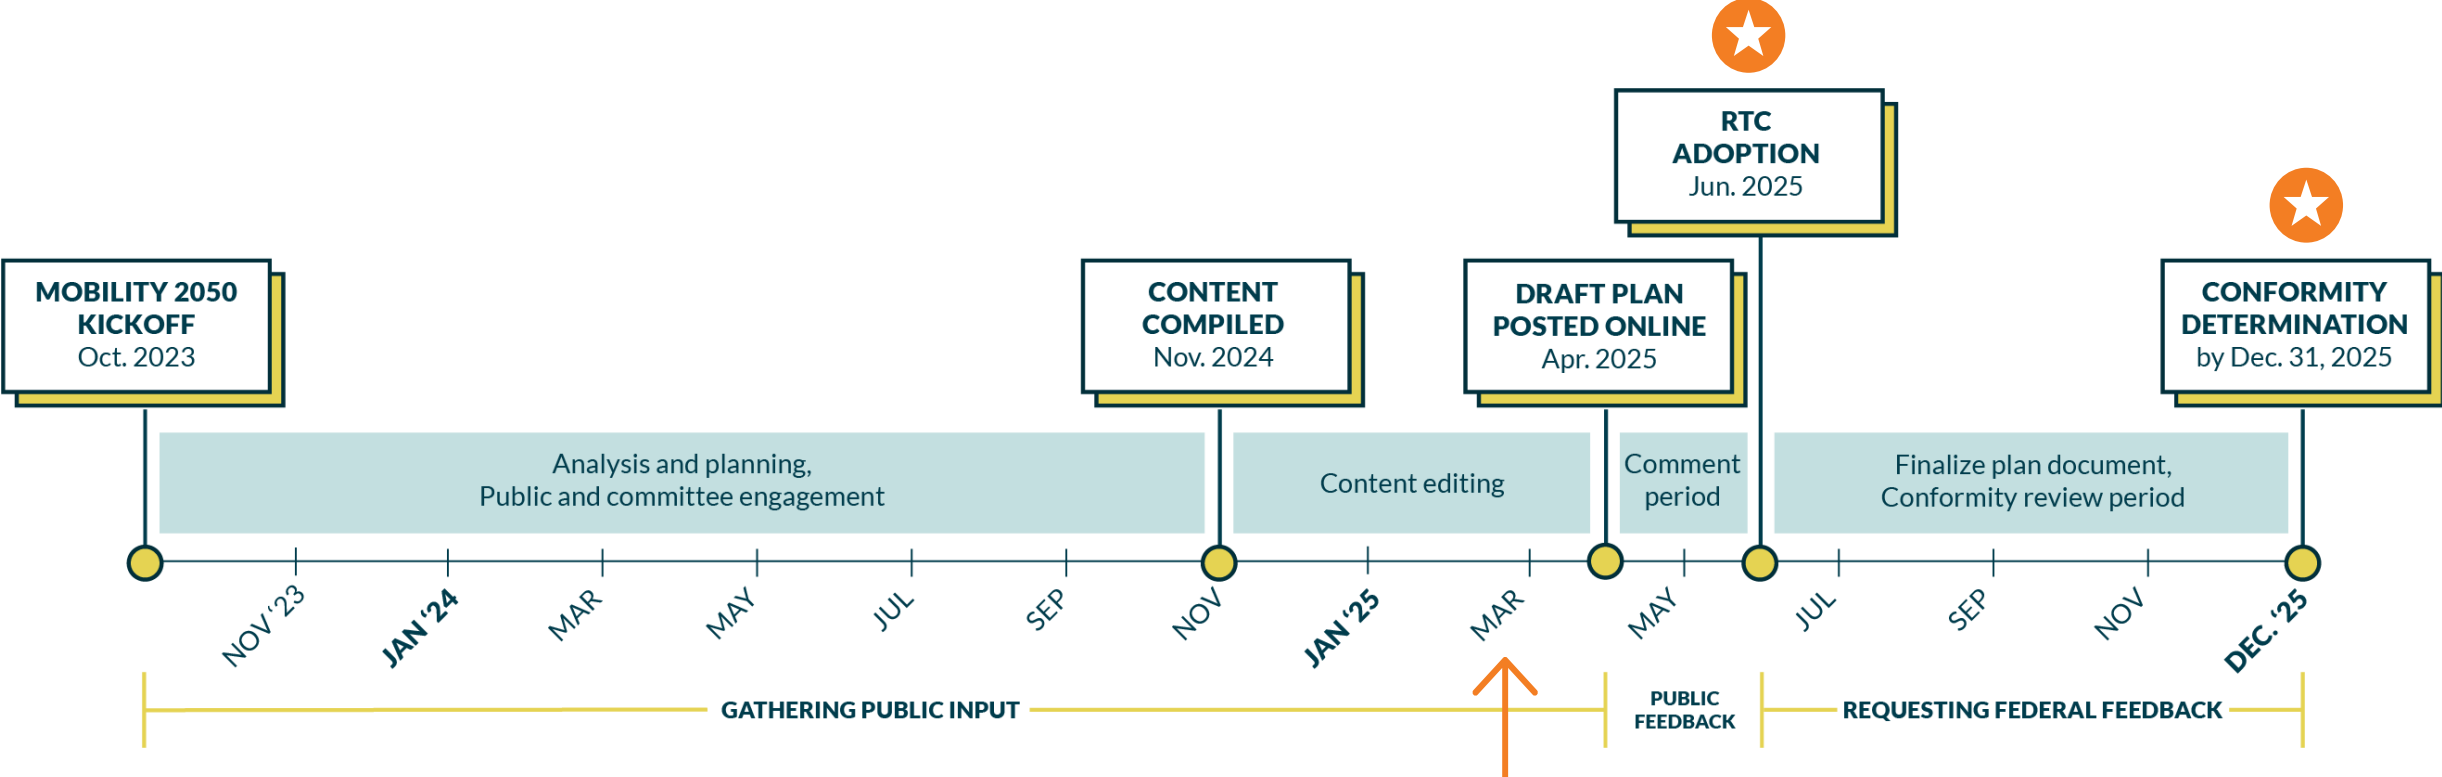 RTC
ADOPTION
Jun. 2025
MOBILITY 2050
KICKOFF
Oct. 2023
CONTENT
COMPILED
Nov. 2024
DRAFT PLAN
POSTED ONLINE
Apr. 2025
CONFORMITY
DETERMINATION
by Dec. 31, 2025
Analysis and planning,
Public and committee engagement
Content editing
Comment
period
Finalize plan document,
Conformity review period
NOV ‘23
JAN ‘24
MAR
MAY
JUL
SEP
NOV
JAN ‘25
MAR
MAY
JUL
SEP
NOV
DEC. ‘25
GATHERING PUBLIC INPUT
PUBLIC
FEEDBACK
REQUESTING FEDERAL FEEDBACK